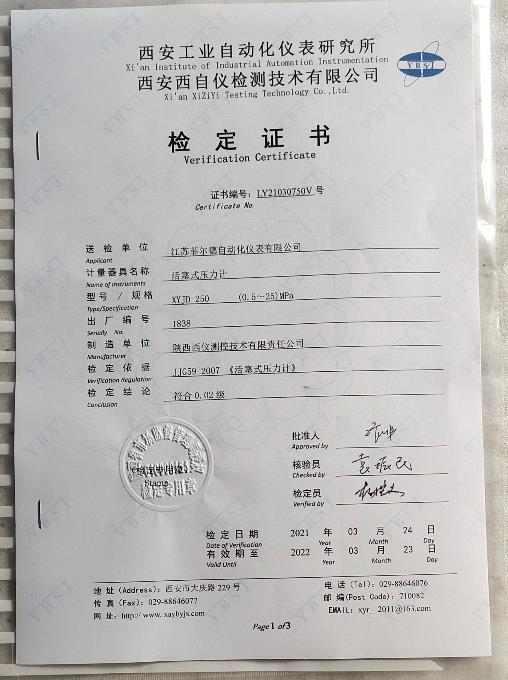 西安工业自动化仪表研究所
Xi'an Institute of Industrial Automation Instrumentation
西安西自仪检测技术有限公司
Xi'an XiZiYi Testing Technology Co.,Ltd.
YBSJ
检定证书
Verification Certificate
证书编号: LY21030750V 号
Certificate No.
送检单位 江苏菲尔德自动化仪表有限公司
Applicant
计量器具名称 活塞式压力计
Name of Instruments
型号 / 规格 XYJD 250 (0.5~25)MPa
Type/Specification
出厂编号 1838
Serially No.
制造单位 陕西西仪测控技术有限责任公司
Manufacturer
检定依据 JJG59 2007 《活塞式压力计》
Verification Regulation
检定结论 符合0.02级
Conclusion
批准人
Approved by
核验员
Checked by
检定员
Verified by
Stamp
检定日期 2021 年 03 月 24 日
Date of Verification Year Month Day
有效期至 2022 年 03 月 23 日
Valid Until Year Month Day
地 址 (Address): 西安市大庆路229号 电 话 (Tel): 029-88646076
传 真 (Fax): 029-88646077 邮 编 (Post Code): 710082
网 址: http:// www.xaybyjs.com EMAIL: xyr_2011@163.com
Page 1 of 3